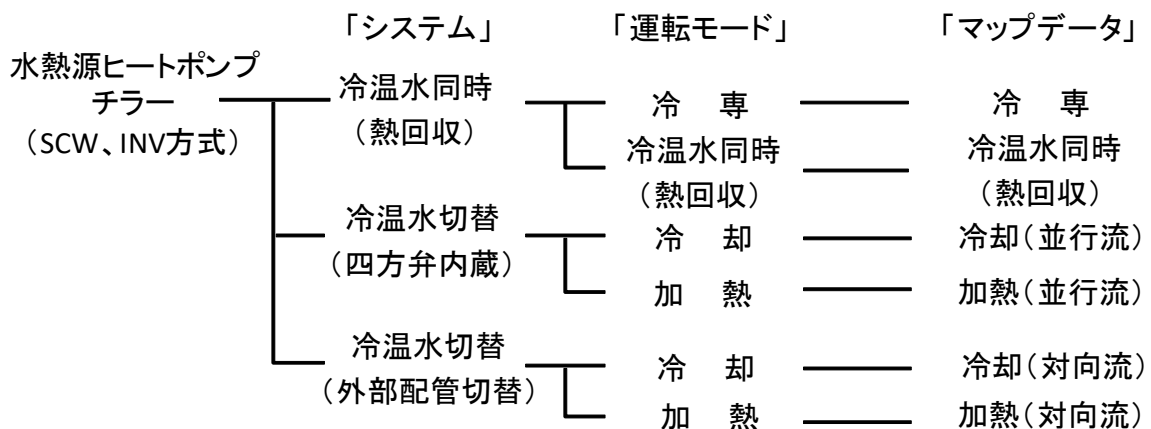 「システム」 「運転モード」 「マップデータ」
水熱源ヒートポンプ
チラー
（SCW、INV方式）
冷温水同時
（熱回収）
冷 専 冷 専
冷温水同時 冷温水同時
（熱回収） （熱回収）
冷温水切替
（四方弁内蔵）
冷 却 冷却（並行流）
加 熱 加熱（並行流）
冷温水切替
（外部配管切替）
冷 却 冷却（対向流）
加 熱 加熱（対向流）